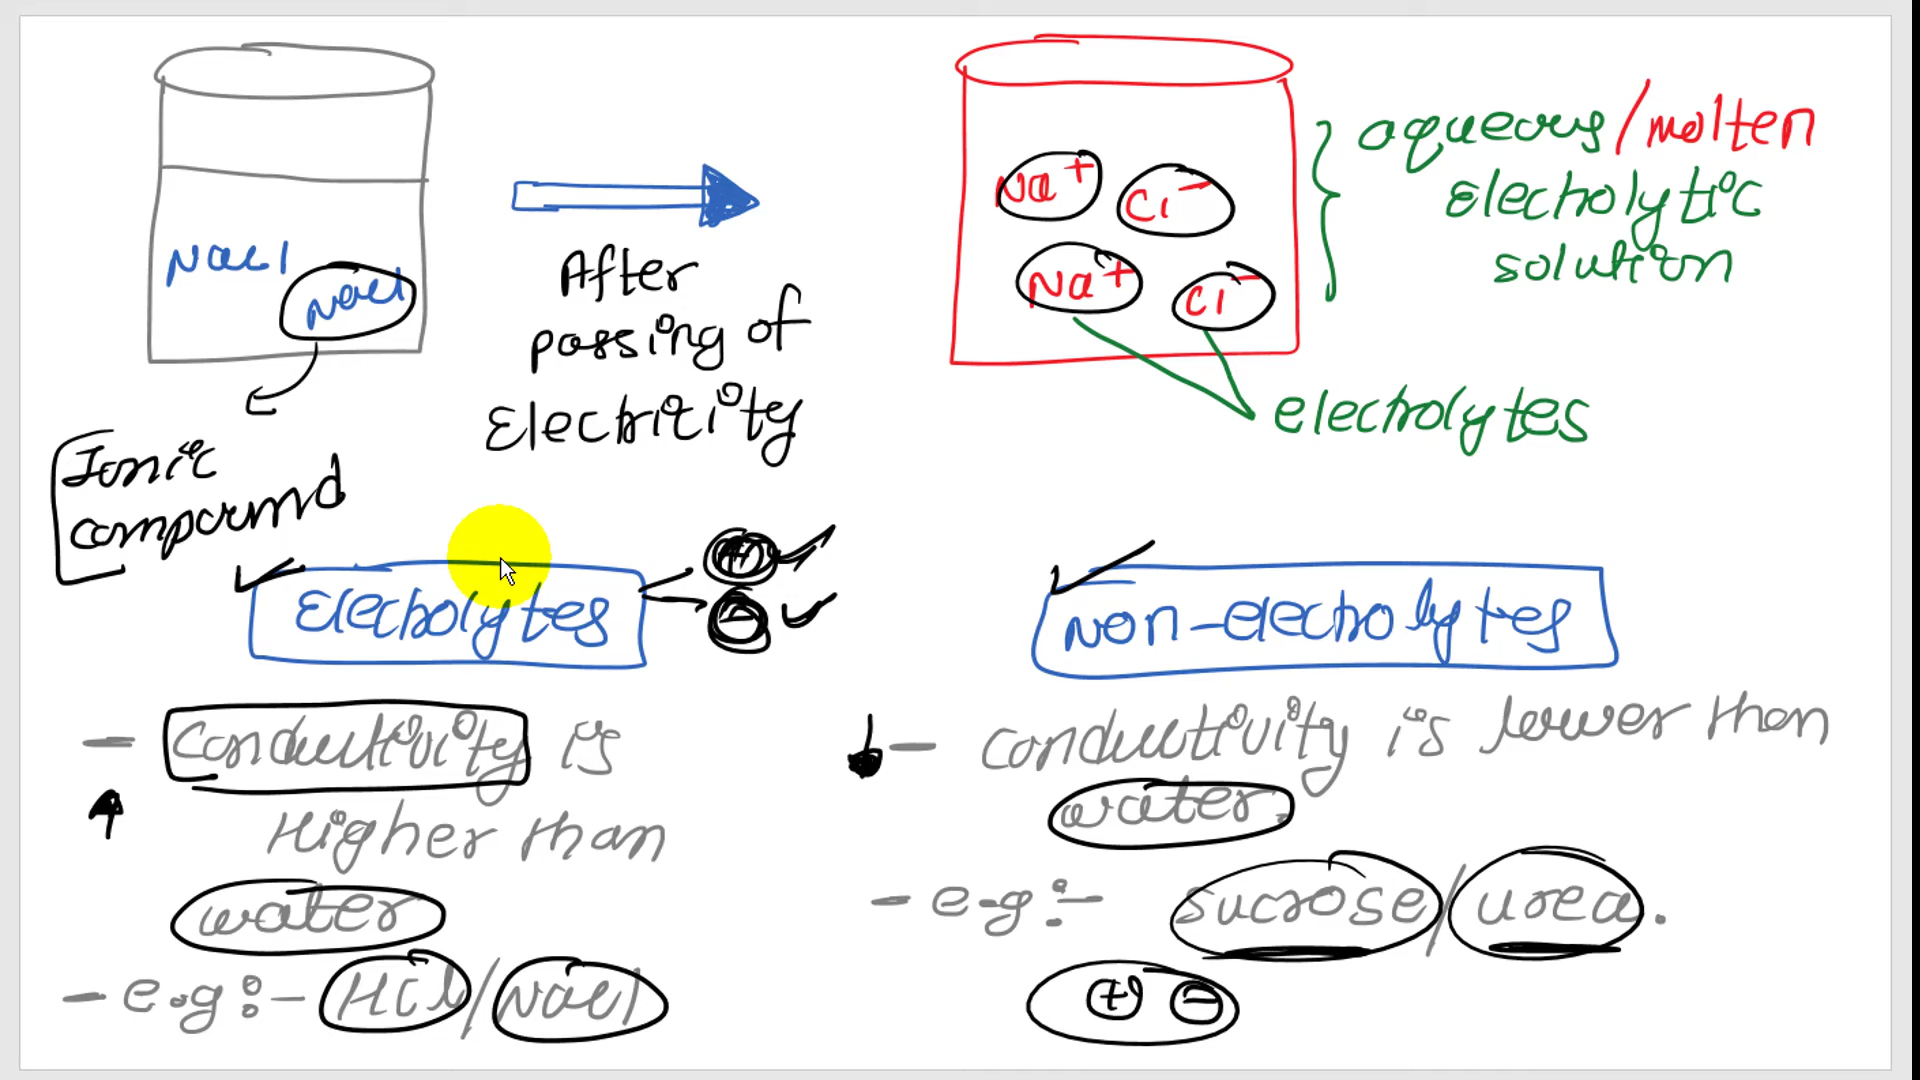 NaCl
NaCl
Ionic
compound
After
passing of
Electricity
Na+ Cl-
Na+ Cl-
aqueous/molten
Electrolytic
solution
electrolytes
Electrolytes
+
-
- Conductivity is
Higher than
water
- e.g:- HCl/NaCl
Non-electrolytes
- conductivity is lower than
water.
- e.g:- sucrose/urea.
+ -